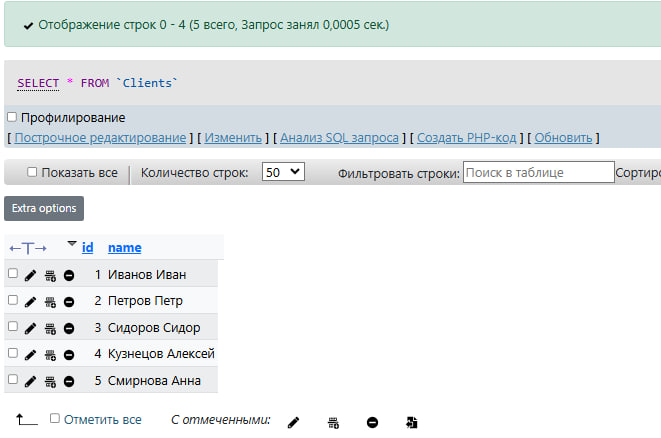 Отображение строк 0 - 4 (5 всего, Запрос занял 0,0005 сек.)
SELECT * FROM `Clients`
Профилирование
[ Построчное редактирование ] [ Изменить ] [ Анализ SQL запроса ] [ Создать PHP-код ] [ Обновить ]
Показать все Количество строк: 50 Фильтровать строки: Поиск в таблице Сортиро
Extra options
←T→ id name
1 Иванов Иван
2 Петров Петр
3 Сидоров Сидор
4 Кузнецов Алексей
5 Смирнова Анна
Отметить все С отмеченными: